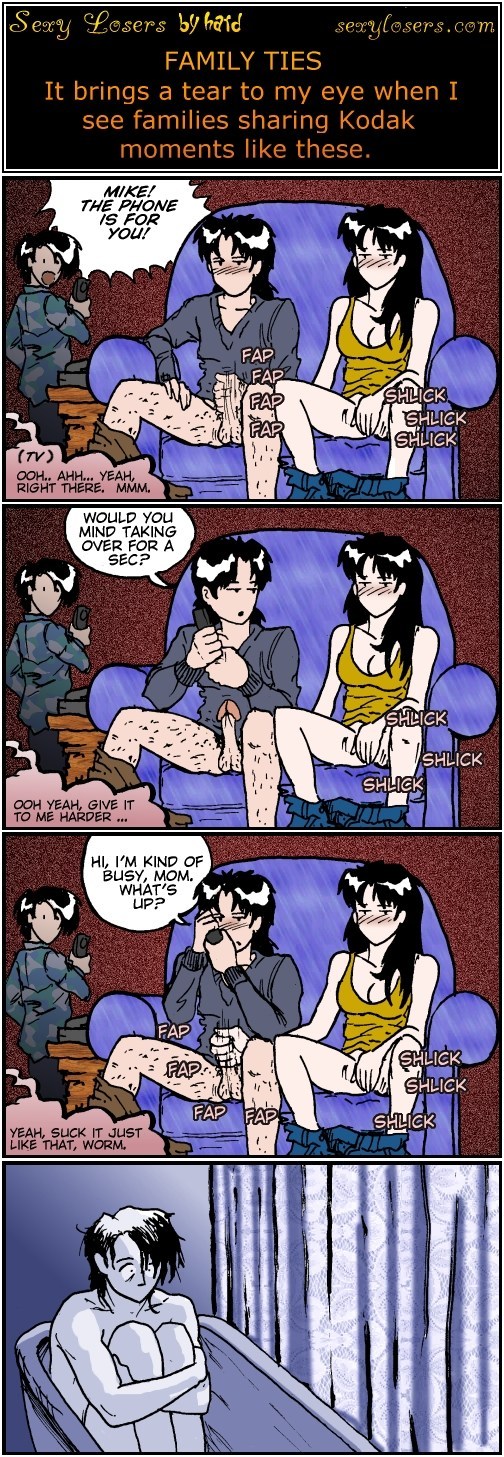 Sexy Losers by hard
sexylosers.com
FAMILY TIES
It brings a tear to my eye when I
see families sharing Kodak
moments like these.
MIKE!
THE PHONE
IS FOR
YOU!
FAP
FAP
FAP
FAP
SHLICK
SHLICK
SHLICK
(TV)
OOH.. AHH... YEAH,
RIGHT THERE. MMM.
WOULD YOU
MIND TAKING
OVER FOR A
SEC?
SHLICK
SHLICK
SHLICK
OOH YEAH, GIVE IT
TO ME HARDER ...
HI, I'M KIND OF
BUSY, MOM.
WHAT'S
UP?
FAP
FAP
FAP
FAP
SHLICK
SHLICK
SHLICK
YEAH, SUCK IT JUST
LIKE THAT, WORM.